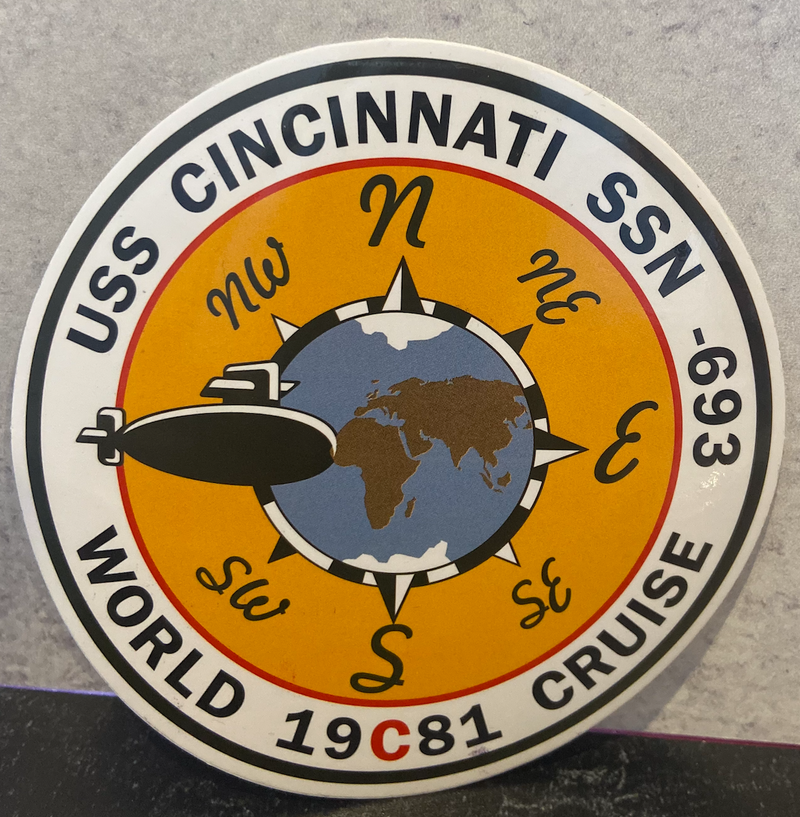 USS CINCINNATI SSN -693
N
NW
NE
E
SW
SE
S
WORLD 19C81 CRUISE